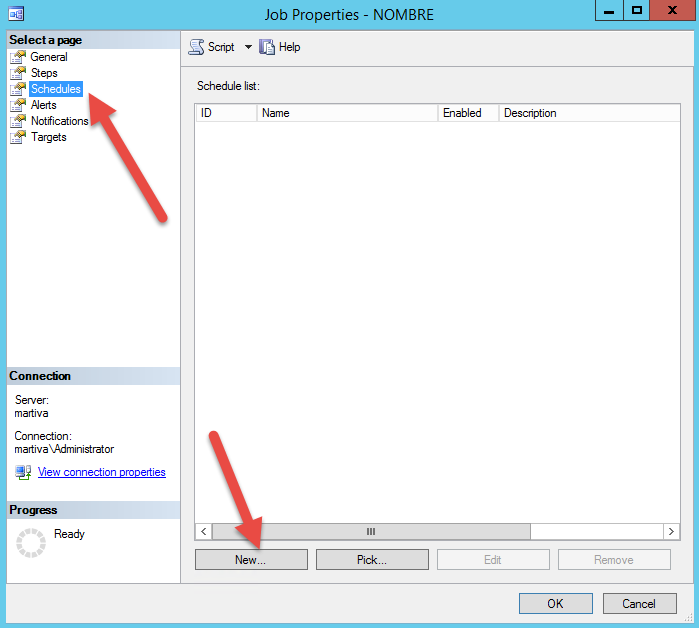 Job Properties - NOMBRE
Select a page
General
Steps
Schedules
Alerts
Notifications
Targets
Script Help
Schedule list:
ID Name Enabled Description
Connection
Server:
martiva
Connection:
martiva\Administrator
View connection properties
Progress
Ready
New... Pick... Edit Remove
OK Cancel